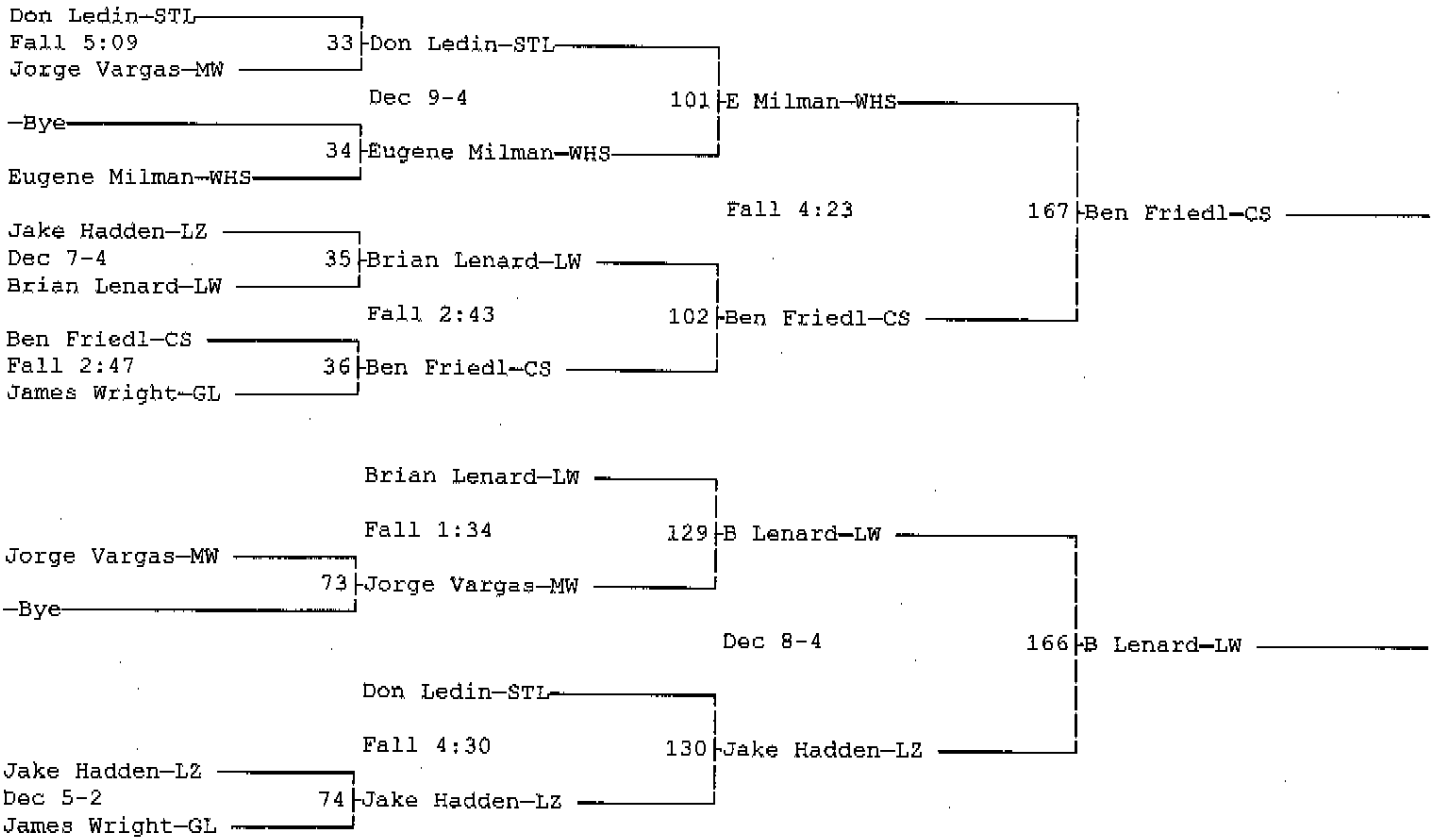 Don Ledin–STL
Fall 5:09 33 Don Ledin–STL
Jorge Vargas–MW
Dec 9-4 101 E Milman–WHS
–Bye
34 Eugene Milman–WHS
Eugene Milman–WHS
Fall 4:23 167 Ben Friedl–CS
Jake Hadden–LZ
Dec 7-4 35 Brian Lenard–LW
Brian Lenard–LW
Fall 2:43 102 Ben Friedl–CS
Ben Friedl–CS
Fall 2:47 36 Ben Friedl–CS
James Wright–GL
Brian Lenard–LW
Fall 1:34 129 B Lenard–LW
Jorge Vargas–MW
73 Jorge Vargas–MW
–Bye
Dec 8-4 166 B Lenard–LW
Don Ledin–STL
Fall 4:30 130 Jake Hadden–LZ
Jake Hadden–LZ
Dec 5-2 74 Jake Hadden–LZ
James Wright–GL